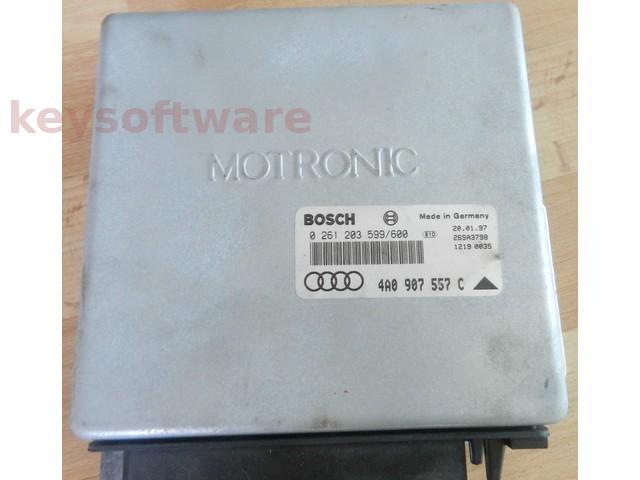 keysoftware
MOTRONIC
BOSCH Made in Germany
0 261 203 599/600 20.01.97
265A3798
1219 0035
4A0 907 557 C